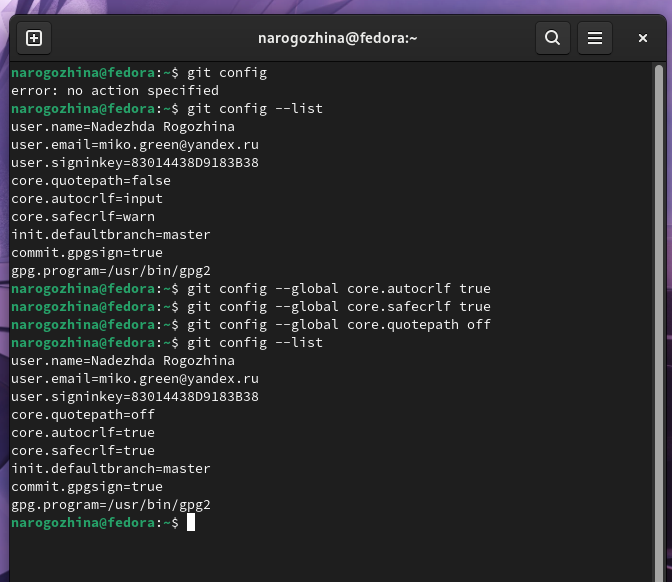 narogozhina@fedora:~
narogozhina@fedora:~$ git config
error: no action specified
narogozhina@fedora:~$ git config --list
user.name=Nadezhda Rogozhina
user.email=miko.green@yandex.ru
user.signinkey=83014438D9183B38
core.quotepath=false
core.autocrlf=input
core.safecrlf=warn
init.defaultbranch=master
commit.gpgsign=true
gpg.program=/usr/bin/gpg2
narogozhina@fedora:~$ git config --global core.autocrlf true
narogozhina@fedora:~$ git config --global core.safecrlf true
narogozhina@fedora:~$ git config --global core.quotepath off
narogozhina@fedora:~$ git config --list
user.name=Nadezhda Rogozhina
user.email=miko.green@yandex.ru
user.signinkey=83014438D9183B38
core.quotepath=off
core.autocrlf=true
core.safecrlf=true
init.defaultbranch=master
commit.gpgsign=true
gpg.program=/usr/bin/gpg2
narogozhina@fedora:~$